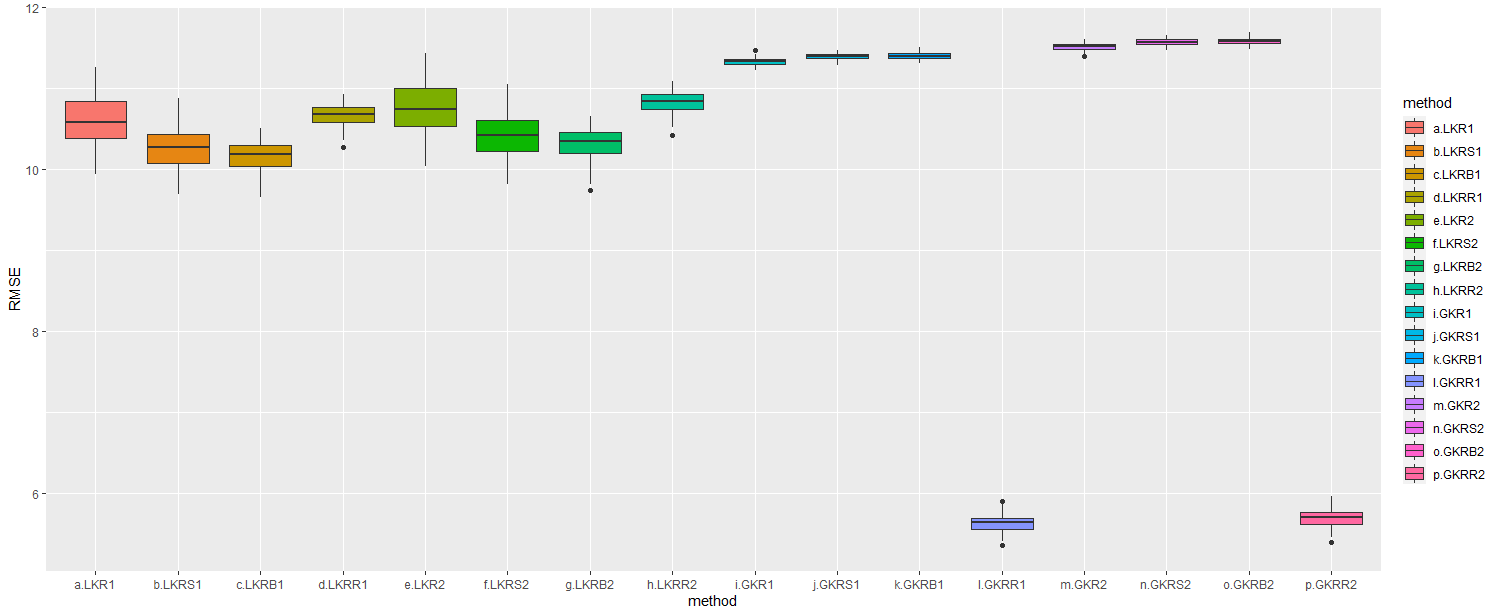 12
10
8
6
RMSE
a.LKR1
b.LKRS1
c.LKRB1
d.LKRR1
e.LKR2
f.LKRS2
g.LKRB2
h.LKRR2
i.GKR1
j.GKRS1
k.GKRB1
l.GKRR1
m.GKR2
n.GKRS2
o.GKRB2
p.GKRR2
method
method
a.LKR1
b.LKRS1
c.LKRB1
d.LKRR1
e.LKR2
f.LKRS2
g.LKRB2
h.LKRR2
i.GKR1
j.GKRS1
k.GKRB1
l.GKRR1
m.GKR2
n.GKRS2
o.GKRB2
p.GKRR2